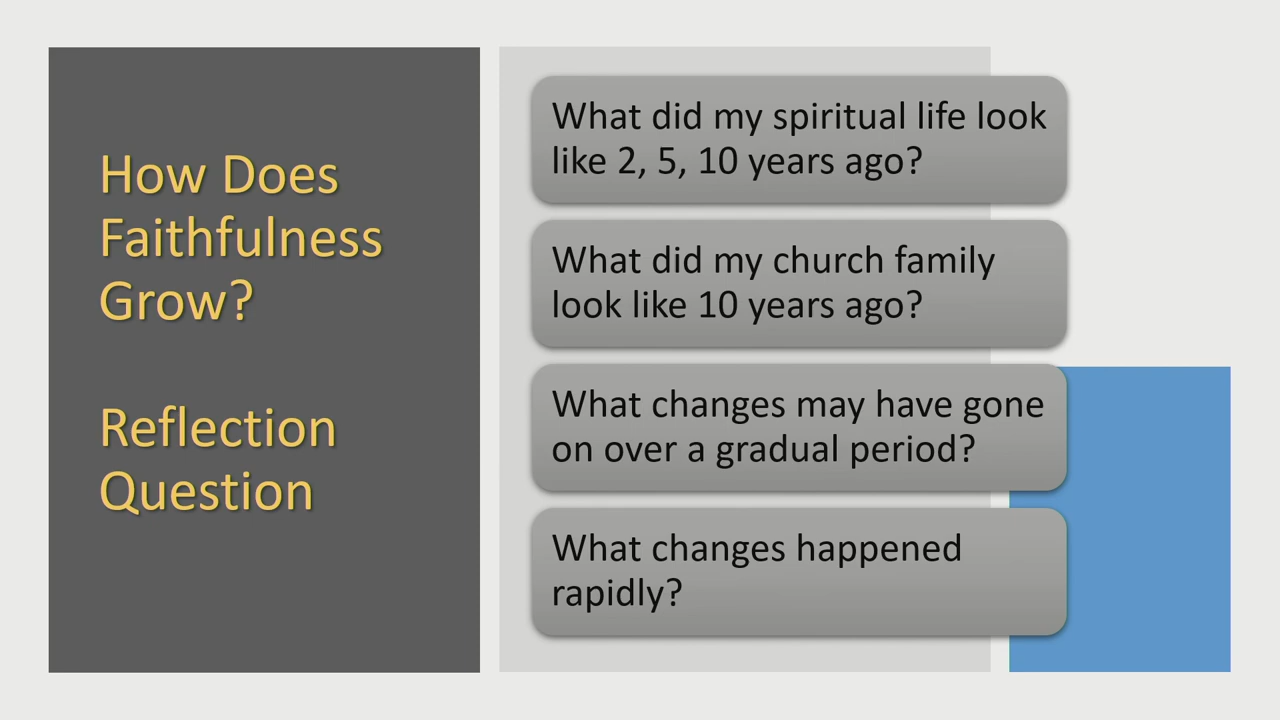 How Does
Faithfulness
Grow?
Reflection
Question
What did my spiritual life look
like 2, 5, 10 years ago?
What did my church family
look like 10 years ago?
What changes may have gone
on over a gradual period?
What changes happened
rapidly?